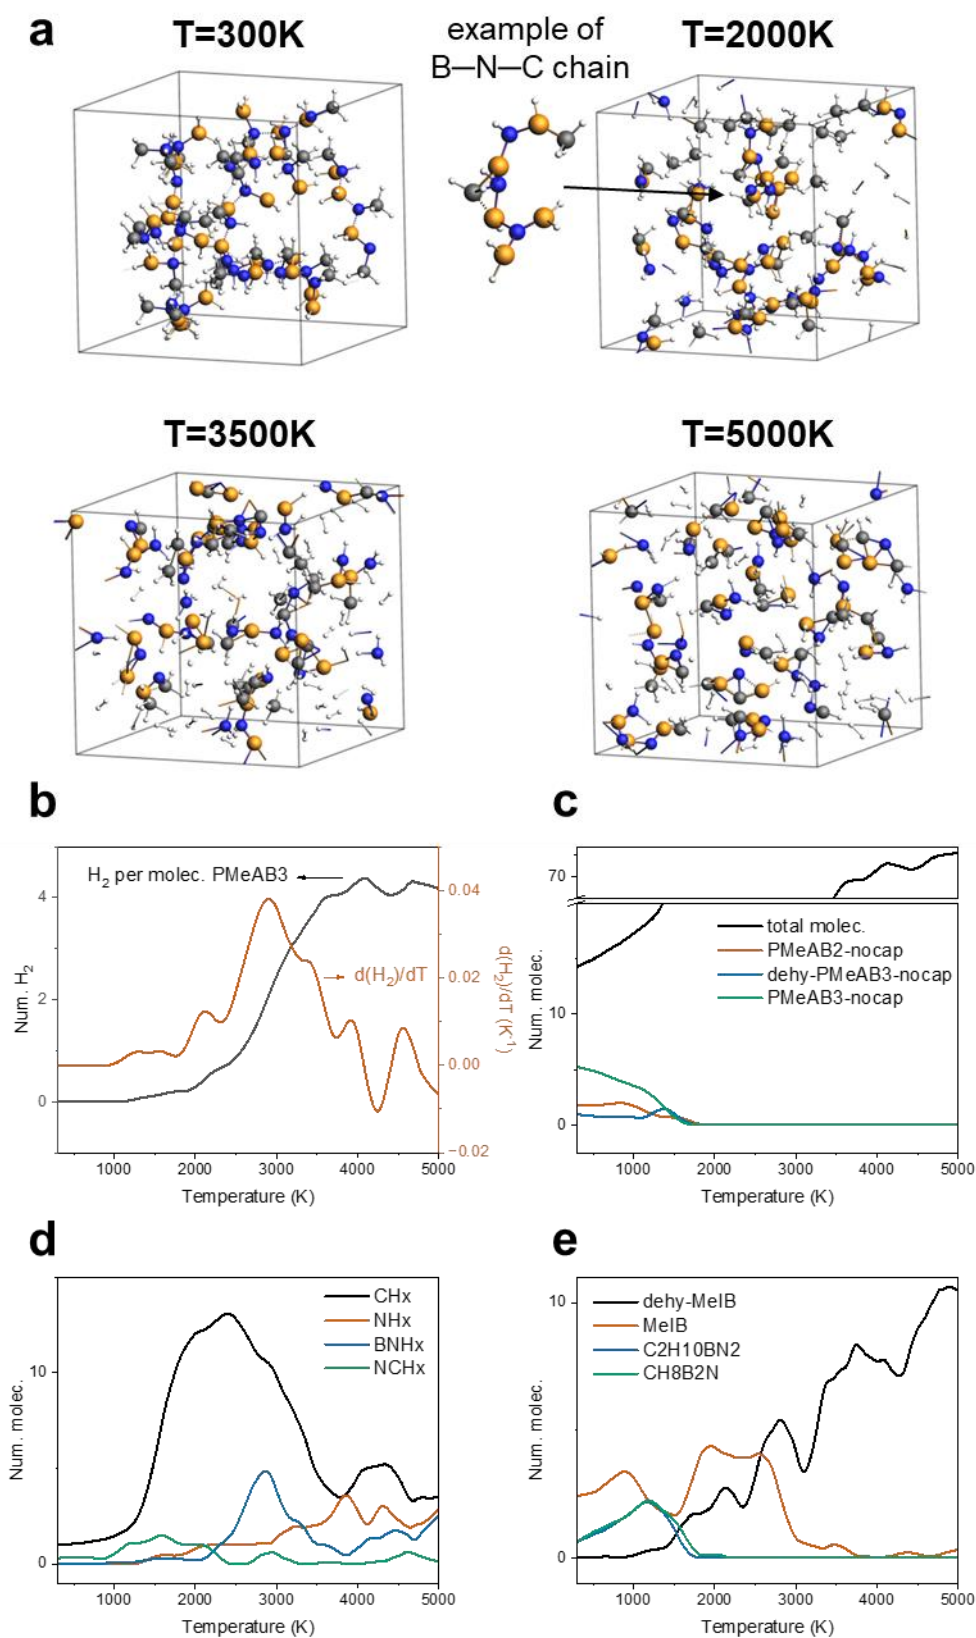 a
T=300K
example of
B–N–C chain
T=2000K
T=3500K
T=5000K
b
H2 per molec. PMeAB3
d(H2)/dT
Num. H2
4
2
0
d(H2)/dT (K-1)
0.04
0.02
0.00
−0.02
1000 2000 3000 4000 5000
Temperature (K)
c
70
10
0
Num. molec.
total molec.
PMeAB2-nocap
dehy-PMeAB3-nocap
PMeAB3-nocap
1000 2000 3000 4000 5000
Temperature (K)
d
CHx
NHx
BNHx
NCHx
Num. molec.
10
0
1000 2000 3000 4000 5000
Temperature (K)
e
dehy-MeIB
MeIB
C2H10BN2
CH8B2N
Num. molec.
10
0
1000 2000 3000 4000 5000
Temperature (K)